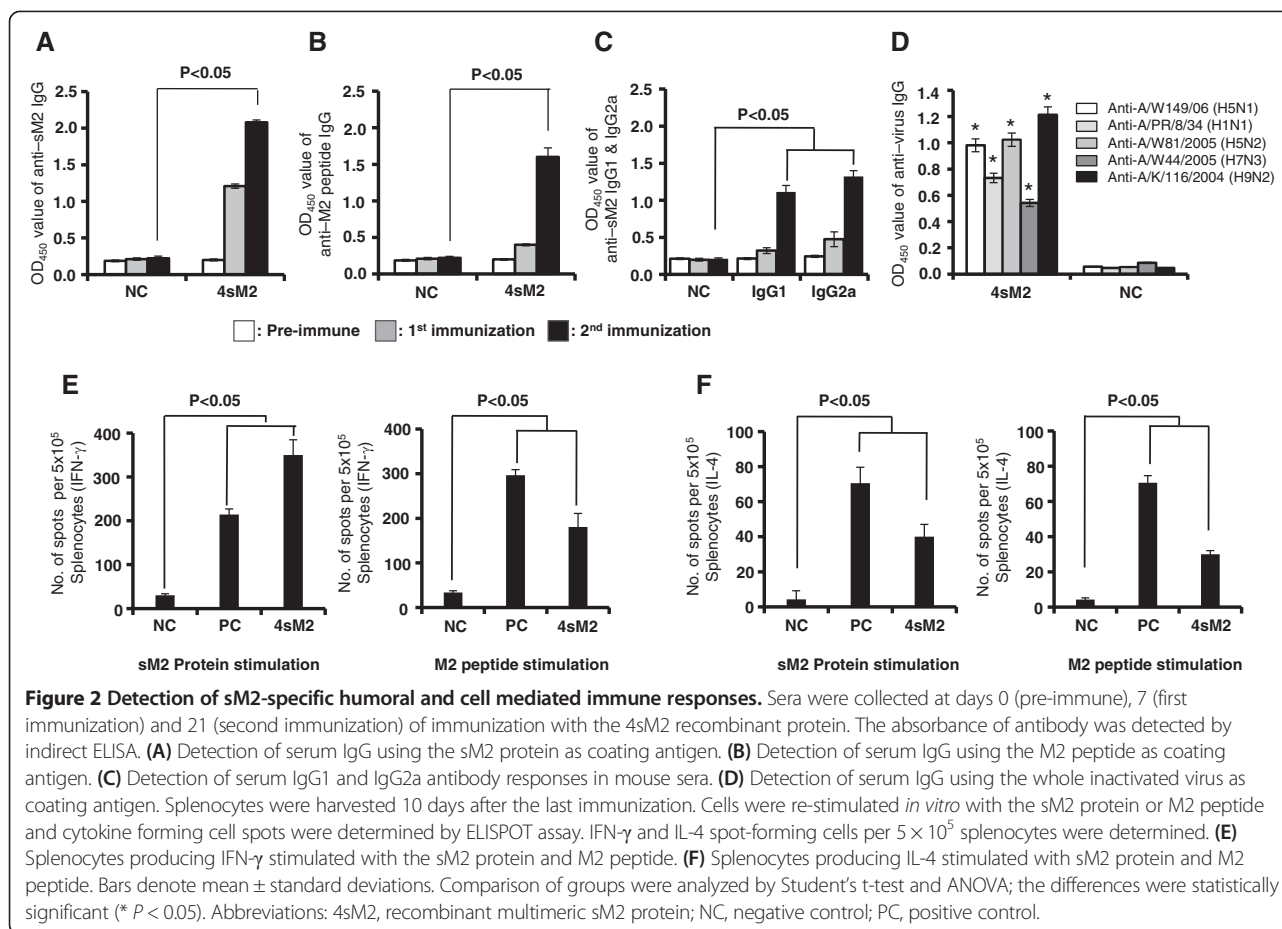 A
B
C
D
P<0.05
P<0.05
P<0.05
OD450 value of anti–sM2 IgG
2.5
2.0
1.5
1.0
0.5
0.0
NC
4sM2
OD450 value of
anti–M2 peptide IgG
2.5
2.0
1.5
1.0
0.5
0.0
NC
4sM2
OD450 value of
anti–sM2 IgG1 & IgG2a
2.5
2.0
1.5
1.0
0.5
0.0
NC
IgG1
IgG2a
OD450 value of anti–virus IgG
1.4
1.2
1.0
0.8
0.6
0.4
0.2
0.0
* * * * *
4sM2
NC
Anti-A/W149/06 (H5N1)
Anti-A/PR/8/34 (H1N1)
Anti-A/W81/2005 (H5N2)
Anti-A/W44/2005 (H7N3)
Anti-A/K/116/2004 (H9N2)
: Pre-immune : 1st immunization : 2nd immunization
E
F
P<0.05
P<0.05
P<0.05
P<0.05
No. of spots per 5x10⁵
Splenocytes (IFN-γ)
400
300
200
100
0
NC
PC
4sM2
sM2 Protein stimulation
No. of spots per 5x10⁵
Splenocytes (IFN-γ)
400
300
200
100
0
NC
PC
4sM2
M2 peptide stimulation
No. of spots per 5x10⁵
Splenocytes (IL-4)
100
80
60
40
20
0
NC
PC
4sM2
sM2 Protein stimulation
No. of spots per 5x10⁵
Splenocytes (IL-4)
100
80
60
40
20
0
NC
PC
4sM2
M2 peptide stimulation
Figure 2 Detection of sM2-specific humoral and cell mediated immune responses. Sera were collected at days 0 (pre-immune), 7 (first
immunization) and 21 (second immunization) of immunization with the 4sM2 recombinant protein. The absorbance of antibody was detected by
indirect ELISA. (A) Detection of serum IgG using the sM2 protein as coating antigen. (B) Detection of serum IgG using the M2 peptide as coating
antigen. (C) Detection of serum IgG1 and IgG2a antibody responses in mouse sera. (D) Detection of serum IgG using the whole inactivated virus as
coating antigen. Splenocytes were harvested 10 days after the last immunization. Cells were re-stimulated in vitro with the sM2 protein or M2 peptide
and cytokine forming cell spots were determined by ELISPOT assay. IFN-γ and IL-4 spot-forming cells per 5 × 10⁵ splenocytes were determined. (E)
Splenocytes producing IFN-γ stimulated with the sM2 protein and M2 peptide. (F) Splenocytes producing IL-4 stimulated with sM2 protein and M2
peptide. Bars denote mean ± standard deviations. Comparison of groups were analyzed by Student's t-test and ANOVA; the differences were statistically
significant (* P < 0.05). Abbreviations: 4sM2, recombinant multimeric sM2 protein; NC, negative control; PC, positive control.